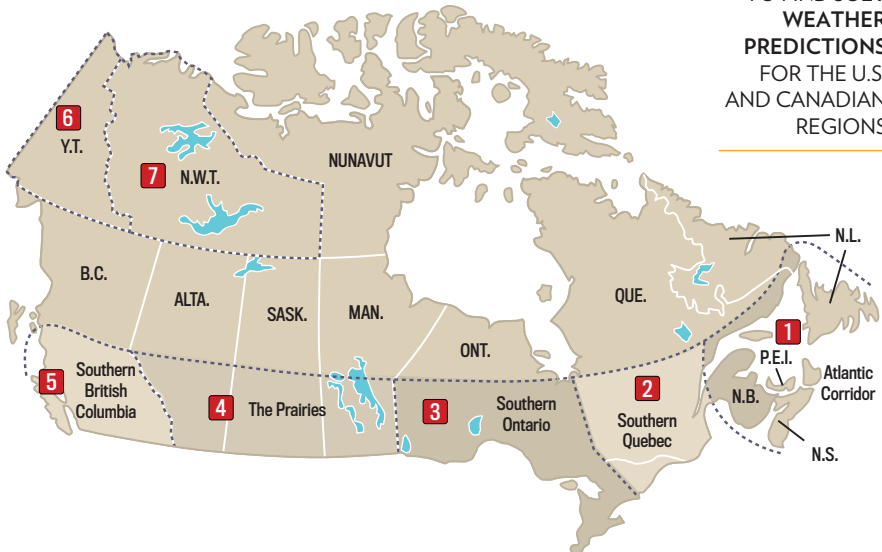 WEATHER
PREDICTIONS
FOR THE U.S
AND CANADIAN
REGIONS
6
Y.T.
7
N.W.T.
NUNAVUT
N.L.
B.C.
ALTA.
SASK.
MAN.
ONT.
QUE.
1
P.E.I.
Atlantic
Corridor
N.B.
N.S.
5
Southern
British
Columbia
4
The Prairies
3
Southern
Ontario
2
Southern
Quebec